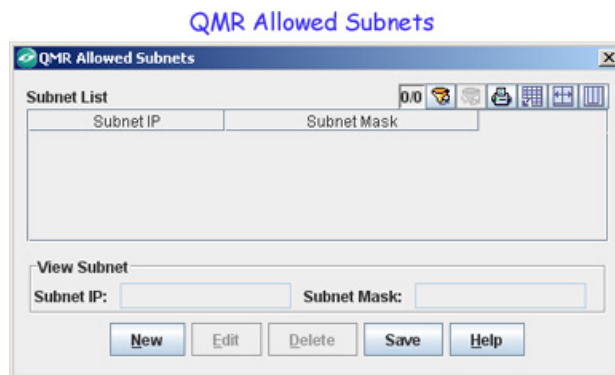 QMR Allowed Subnets
QMR Allowed Subnets
Subnet List 0/0
Subnet IP Subnet Mask
View Subnet
Subnet IP: Subnet Mask:
New Edit Delete Save Help